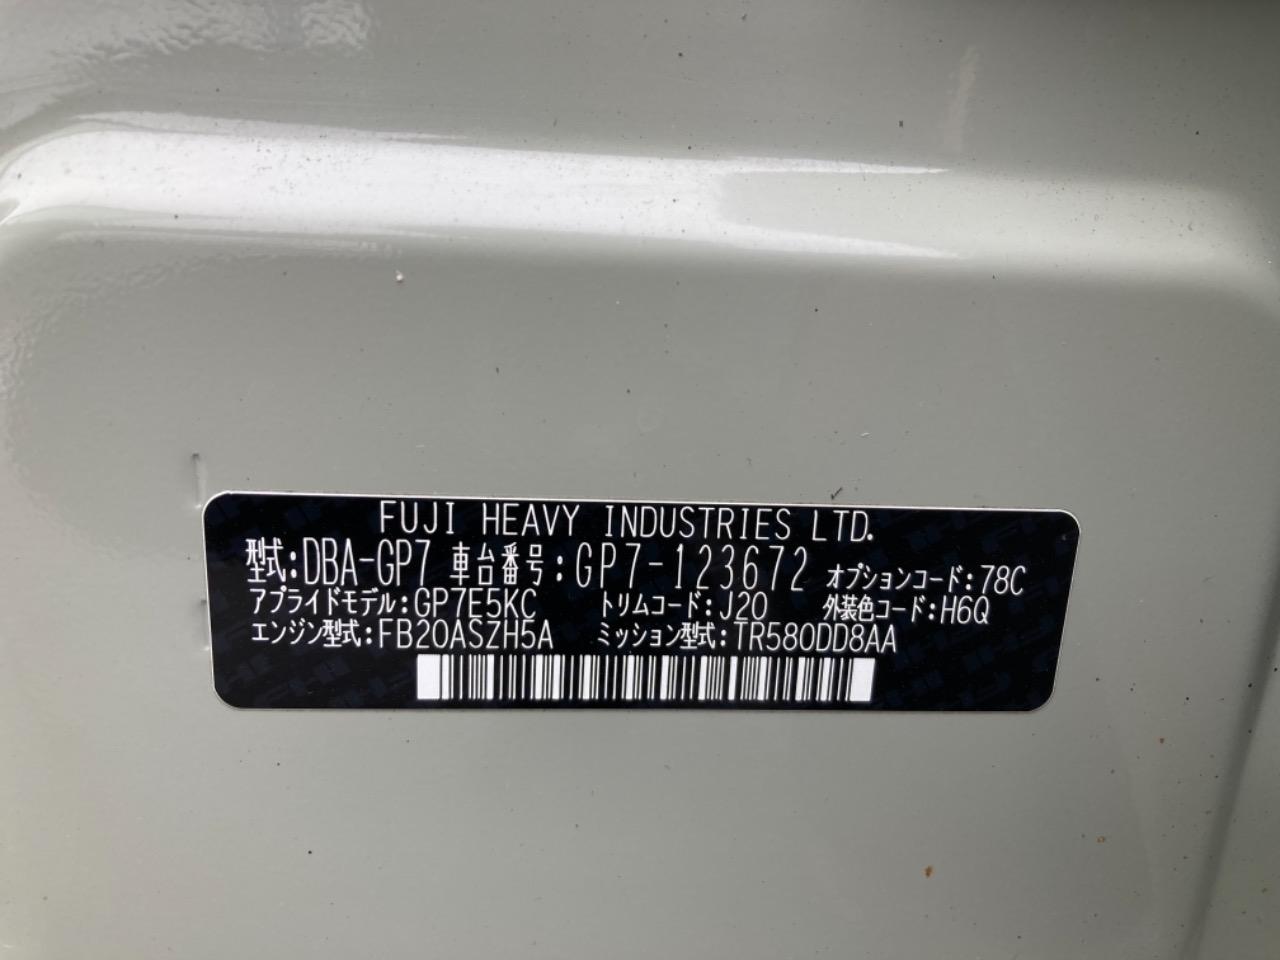 FUJI HEAVY INDUSTRIES LTD.
型式:DBA-GP7 車台番号:GP7-123672 オプションコード:78C
アプライドモデル:GP7E5KC トリムコード:J20 外装色コード:H6Q
エンジン型式:FB20ASZH5A ミッション型式:TR580DD8AA